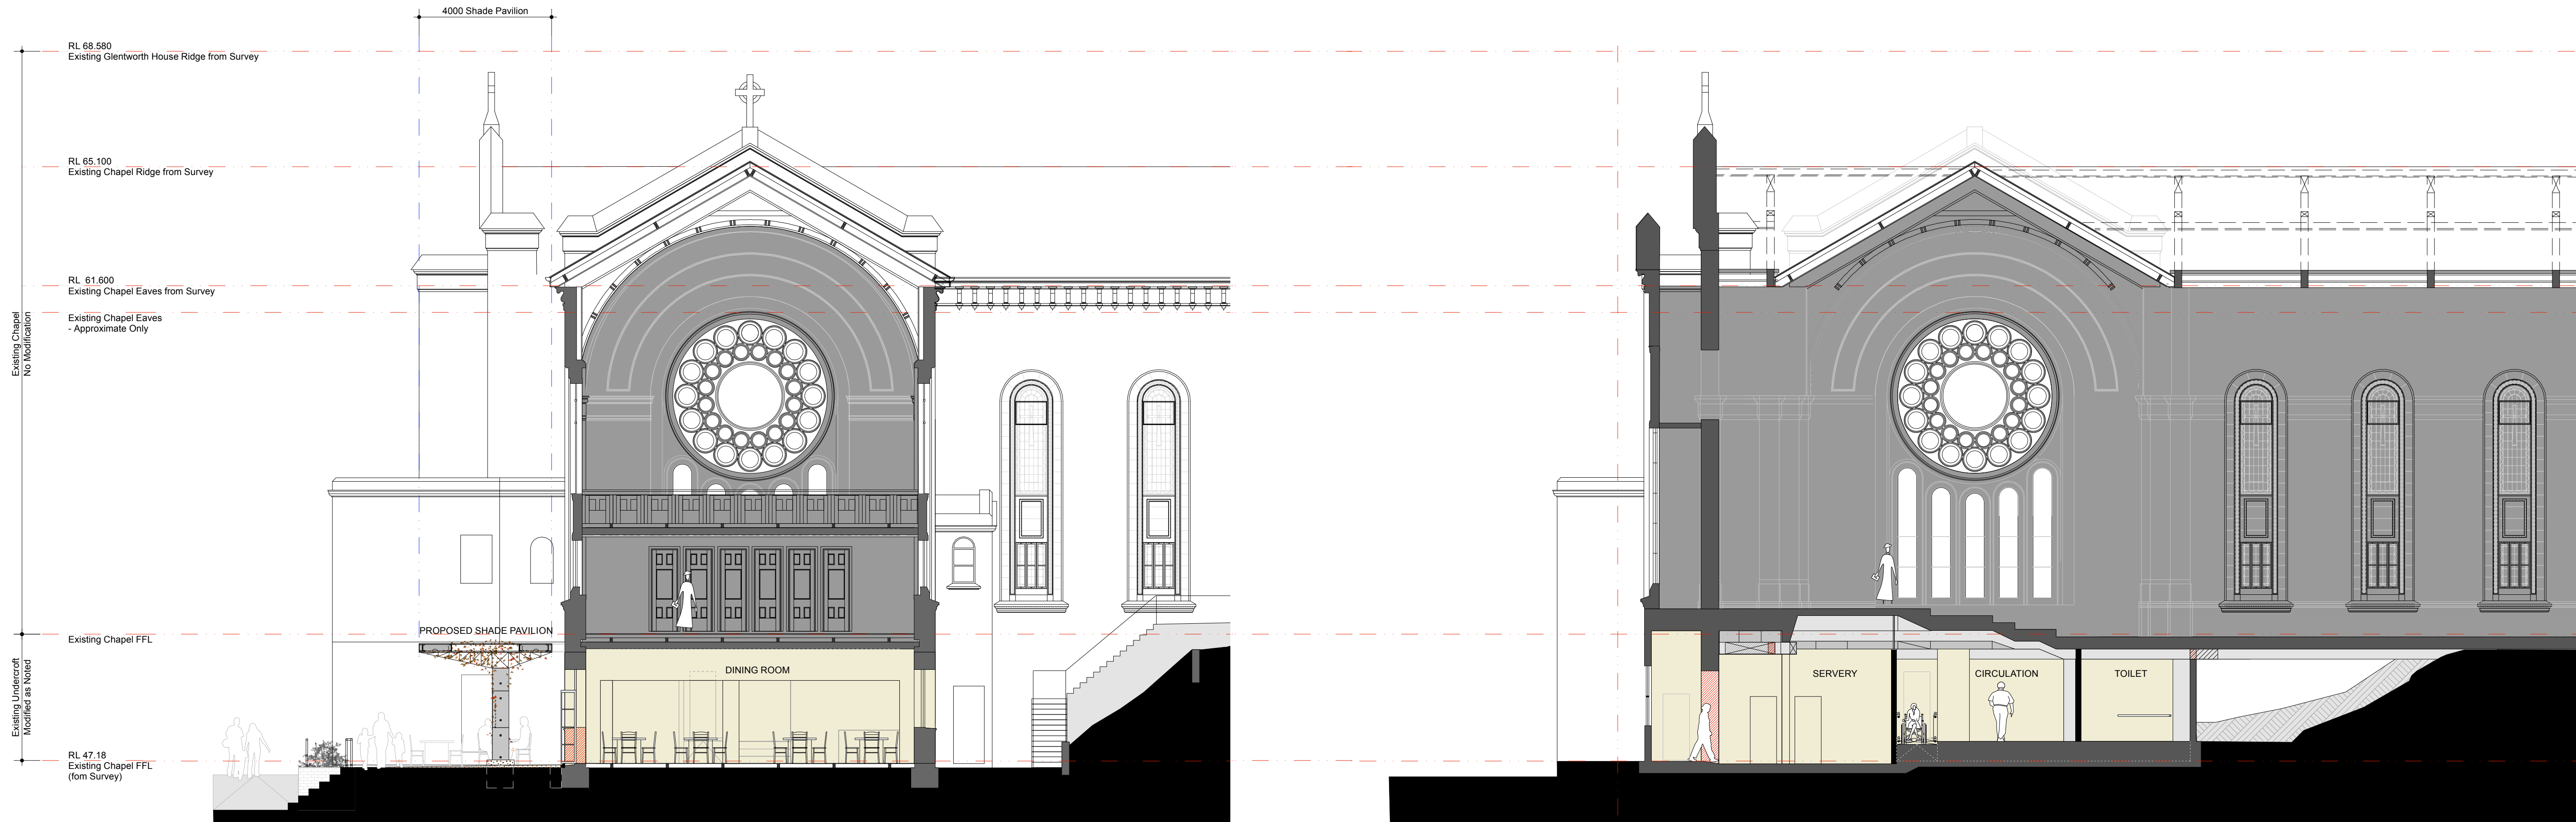 4000 Shade Pavilion
RL 68.580
Existing Glentworth House Ridge from Survey
RL 65.100
Existing Chapel Ridge from Survey
RL 61.600
Existing Chapel Eaves from Survey
Existing Chapel Eaves
- Approximate Only
Existing Chapel
No Modification
Existing Chapel FFL
PROPOSED SHADE PAVILION
DINING ROOM
SERVERY
CIRCULATION
TOILET
Existing Undercroft
Modified as Noted
RL 47.18
Existing Chapel FFL
(fom Survey)